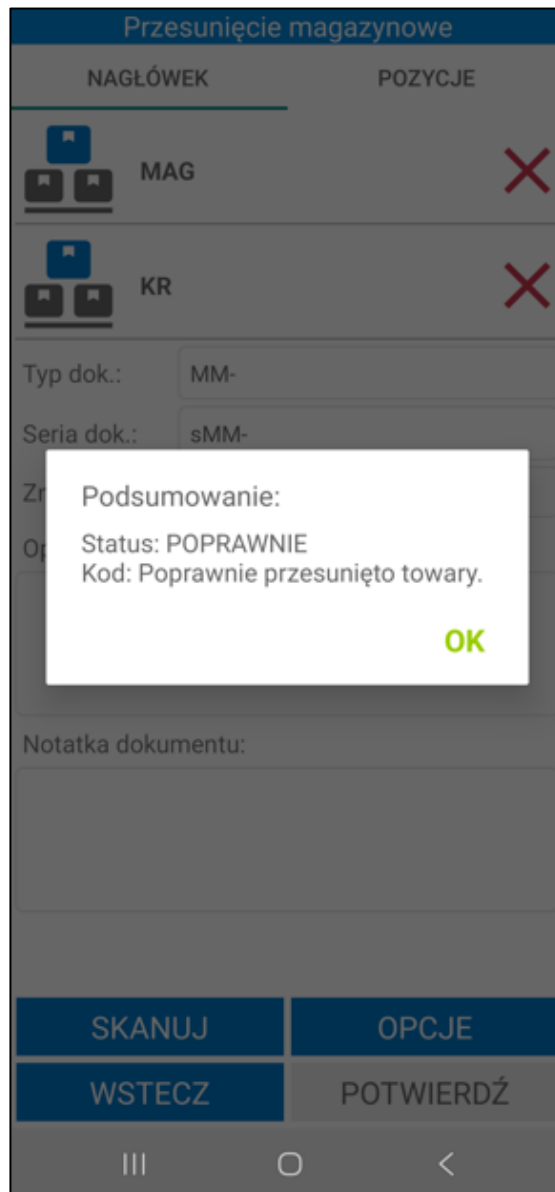 Przesunięcie magazynowe
NAGŁÓWEK POZYCJE
MAG
KR
Typ dok.: MM-
Seria dok.: sMM-
Podsumowanie:
Status: POPRAWNIE
Kod: Poprawnie przesunięto towary.
OK
Notatka dokumentu:
SKANUJ OPCJE
WSTECZ POTWIERDŹ